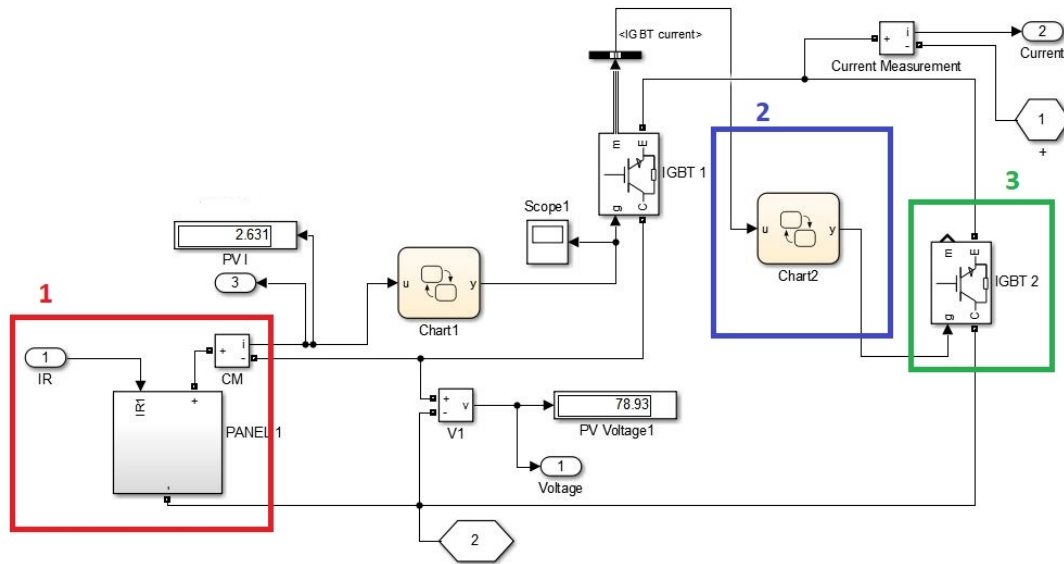 <IGBT current>
+
i
-
2
Current
Current Measurement
1
+
2
m
E
g
C
IGBT 1
3
Scope1
2.631
PV I
3
u
y
Chart1
u
y
Chart2
m
E
g
C
IGBT 2
1
1
IR
+
i
-
CM
IR1
+
-
PANEL 1
+
-
v
V1
78.93
PV Voltage1
1
Voltage
2